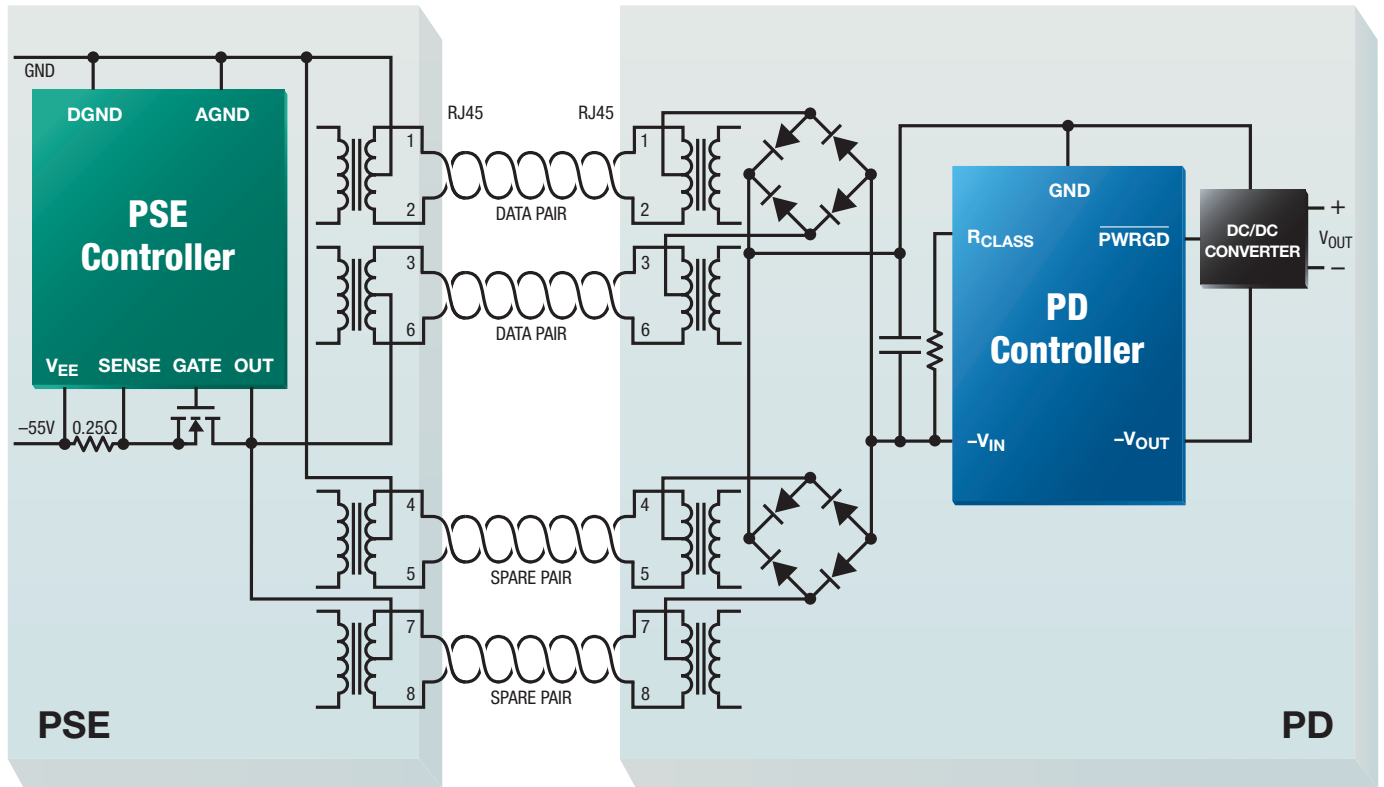 GND
DGND AGND
PSE
Controller
VEE SENSE GATE OUT
–55V 0.25Ω
RJ45 RJ45
1 1
2 2
DATA PAIR
3 3
6 6
DATA PAIR
4 4
5 5
SPARE PAIR
7 7
8 8
SPARE PAIR
GND
RCLASS PWRGD
PD
Controller
–VIN –VOUT
DC/DC
CONVERTER
+
VOUT
–
PSE
PD